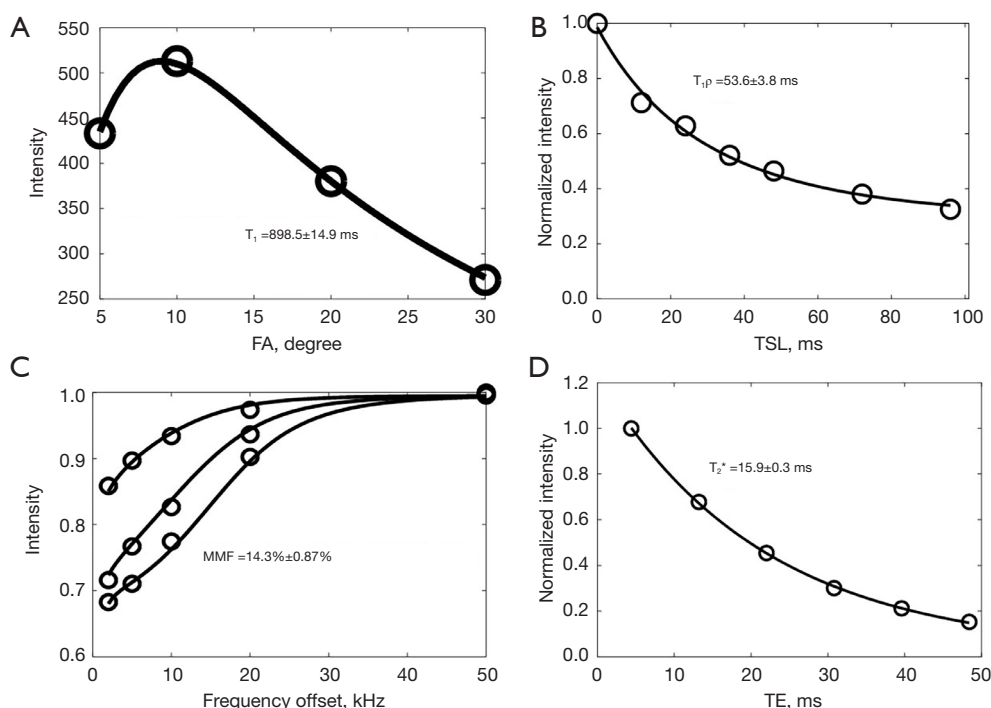 A
550
500
450
400
350
300
250
Intensity
T₁ =898.5±14.9 ms
5 10 15 20 25 30
FA, degree
B
1.0
0.8
0.6
0.4
0.2
0.0
Normalized intensity
T₁ρ =53.6±3.8 ms
0 20 40 60 80 100
TSL, ms
C
1.0
0.9
0.8
0.7
0.6
Intensity
MMF =14.3%±0.87%
0 10 20 30 40 50
Frequency offset, kHz
D
1.2
1.0
0.8
0.6
0.4
0.2
0.0
Normalized intensity
T₂* =15.9±0.3 ms
0 10 20 30 40 50
TE, ms